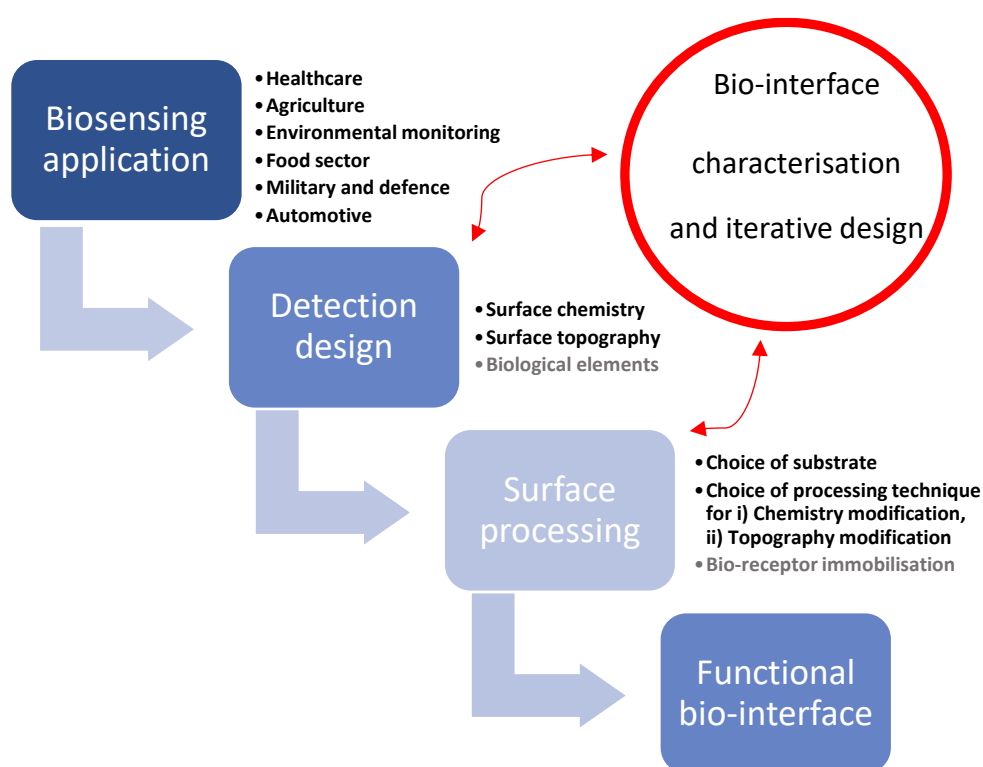 Biosensing
application
•Healthcare
•Agriculture
•Environmental monitoring
•Food sector
•Military and defence
•Automotive
Bio-interface
characterisation
and iterative design
Detection
design
•Surface chemistry
•Surface topography
•Biological elements
Surface
processing
•Choice of substrate
•Choice of processing technique
for i) Chemistry modification,
ii) Topography modification
•Bio-receptor immobilisation
Functional
bio-interface